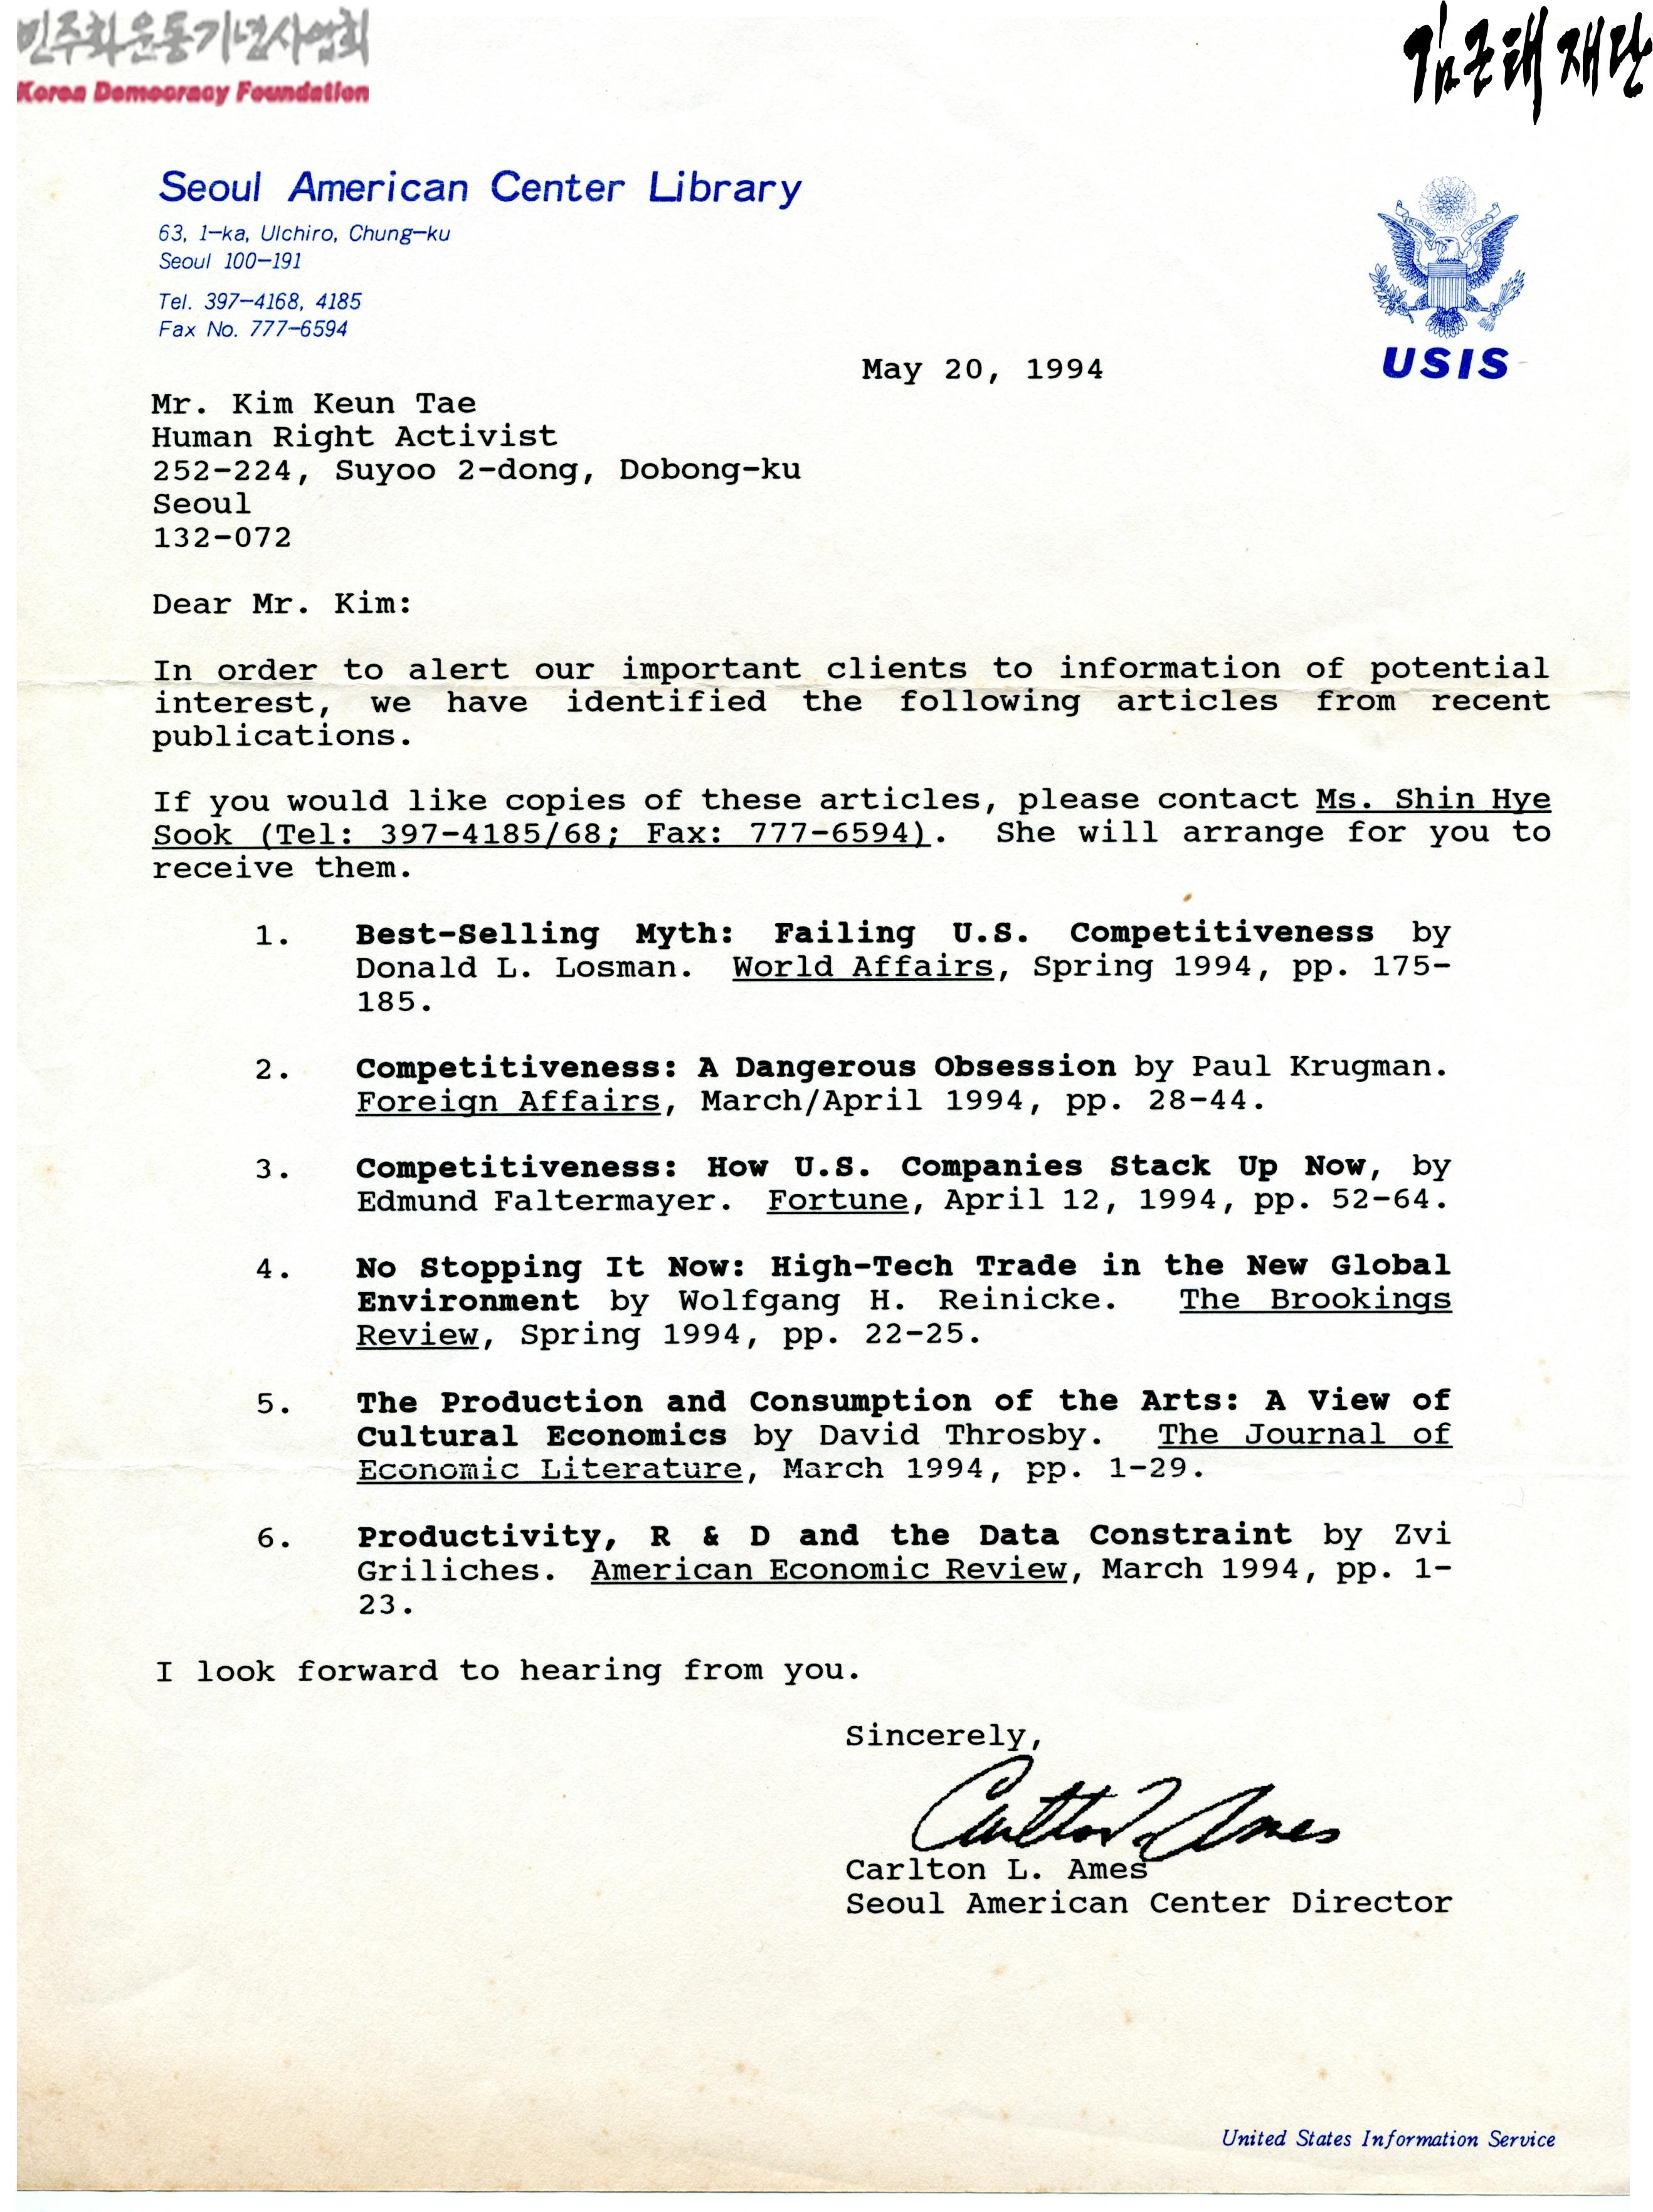 민주화운동기념사업회
Korea Democracy Foundation
김근태재단
Seoul American Center Library
63, 1-ka, Ulchiro, Chung-ku
Seoul 100-191
Tel. 397-4168, 4185
Fax No. 777-6594
USIS
May 20, 1994
Mr. Kim Keun Tae
Human Right Activist
252-224, Suyoo 2-dong, Dobong-ku
Seoul
132-072
Dear Mr. Kim:
In order to alert our important clients to information of potential
interest, we have identified the following articles from recent
publications.
If you would like copies of these articles, please contact Ms. Shin Hye
Sook (Tel: 397-4185/68; Fax: 777-6594). She will arrange for you to
receive them.
1. Best-Selling Myth: Failing U.S. Competitiveness by
Donald L. Losman. World Affairs, Spring 1994, pp. 175-
185.
2. Competitiveness: A Dangerous Obsession by Paul Krugman.
Foreign Affairs, March/April 1994, pp. 28-44.
3. Competitiveness: How U.S. Companies Stack Up Now, by
Edmund Faltermayer. Fortune, April 12, 1994, pp. 52-64.
4. No Stopping It Now: High-Tech Trade in the New Global
Environment by Wolfgang H. Reinicke. The Brookings
Review, Spring 1994, pp. 22-25.
5. The Production and Consumption of the Arts: A View of
Cultural Economics by David Throsby. The Journal of
Economic Literature, March 1994, pp. 1-29.
6. Productivity, R & D and the Data Constraint by Zvi
Griliches. American Economic Review, March 1994, pp. 1-
23.
I look forward to hearing from you.
Sincerely,
Carlton L. Ames
Carlton L. Ames
Seoul American Center Director
United States Information Service